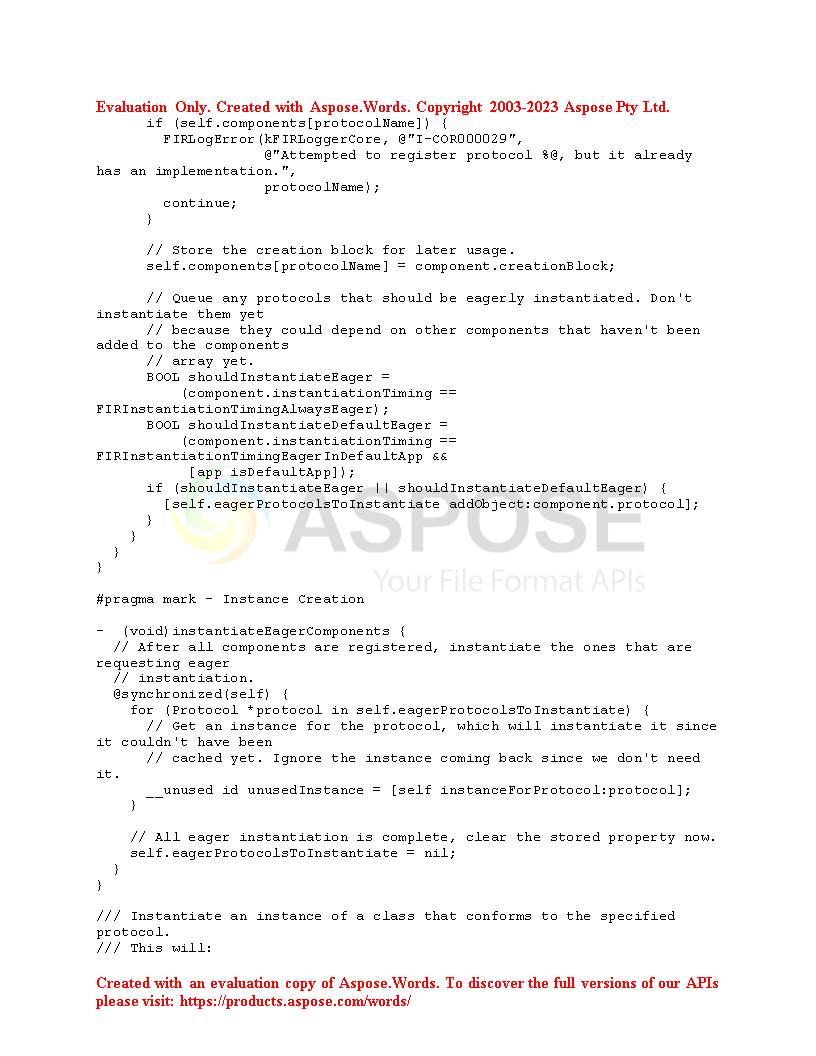 Evaluation Only. Created with Aspose.Words. Copyright 2003-2023 Aspose Pty Ltd.
      if (self.components[protocolName]) {
        FIRLogError(kFIRLoggerCore, @"I-COR000029",
                    @"Attempted to register protocol %@, but it already
has an implementation.",
                    protocolName);
        continue;
      }

      // Store the creation block for later usage.
      self.components[protocolName] = component.creationBlock;

      // Queue any protocols that should be eagerly instantiated. Don't
instantiate them yet
      // because they could depend on other components that haven't been
added to the components
      // array yet.
      BOOL shouldInstantiateEager =
          (component.instantiationTiming ==
FIRInstantiationTimingAlwaysEager);
      BOOL shouldInstantiateDefaultEager =
          (component.instantiationTiming ==
FIRInstantiationTimingEagerInDefaultApp &&
           [app isDefaultApp]);
      if (shouldInstantiateEager || shouldInstantiateDefaultEager) {
        [self.eagerProtocolsToInstantiate addObject:component.protocol];
      }
    }
  }
}
ASPOSE
Your File Format APIs

#pragma mark - Instance Creation

-  (void)instantiateEagerComponents {
  // After all components are registered, instantiate the ones that are
requesting eager
  // instantiation.
  @synchronized(self) {
    for (Protocol *protocol in self.eagerProtocolsToInstantiate) {
      // Get an instance for the protocol, which will instantiate it since
it couldn't have been
      // cached yet. Ignore the instance coming back since we don't need
it.
      __unused id unusedInstance = [self instanceForProtocol:protocol];
    }

    // All eager instantiation is complete, clear the stored property now.
    self.eagerProtocolsToInstantiate = nil;
  }
}

/// Instantiate an instance of a class that conforms to the specified
protocol.
/// This will:

Created with an evaluation copy of Aspose.Words. To discover the full versions of our APIs
please visit: https://products.aspose.com/words/